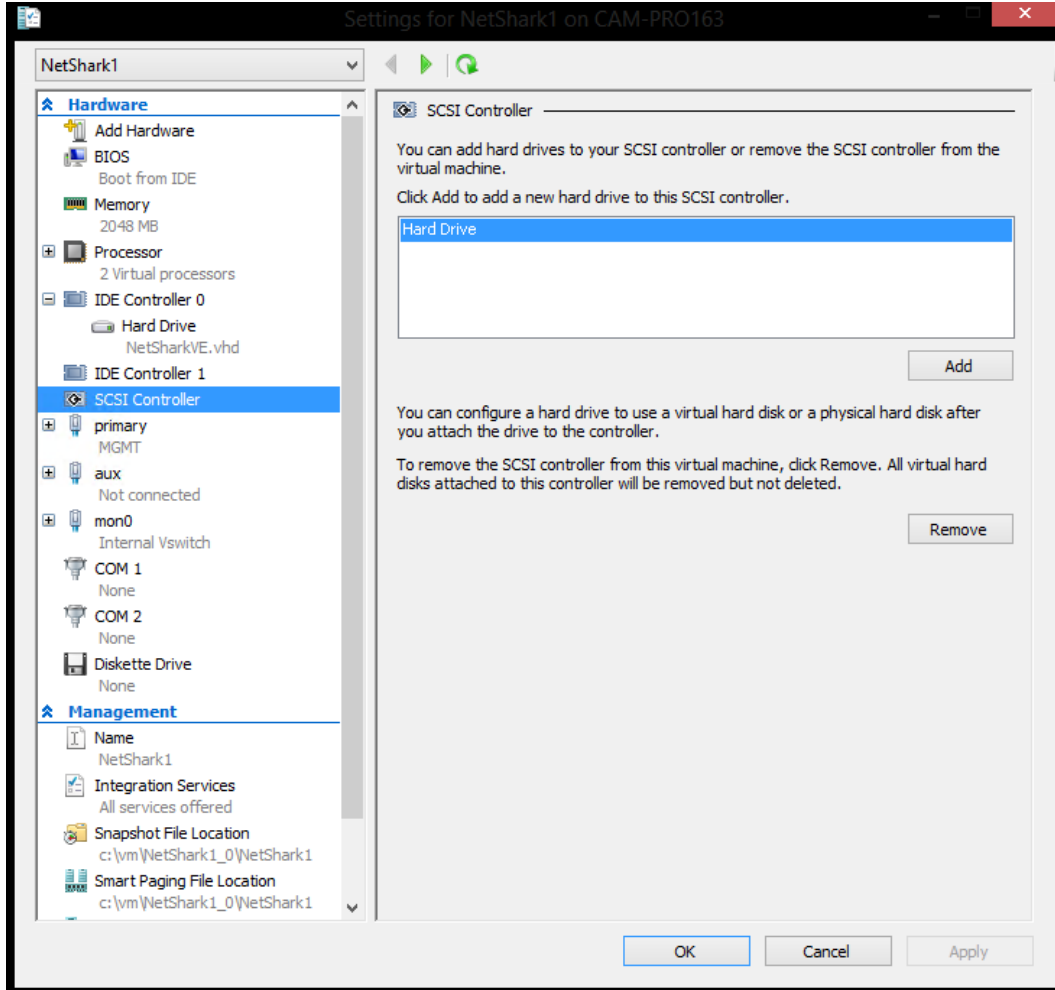 Settings for NetShark1 on CAM-PRO163
NetShark1
Hardware
Add Hardware
BIOS
Boot from IDE
Memory
2048 MB
Processor
2 Virtual processors
IDE Controller 0
Hard Drive
NetSharkVE.vhd
IDE Controller 1
SCSI Controller
primary
MGMT
aux
Not connected
mon0
Internal Vswitch
COM 1
None
COM 2
None
Diskette Drive
None
Management
Name
NetShark1
Integration Services
All services offered
Snapshot File Location
c:\vm\NetShark1_0\NetShark1
Smart Paging File Location
c:\vm\NetShark1_0\NetShark1
SCSI Controller
You can add hard drives to your SCSI controller or remove the SCSI controller from the
virtual machine.
Click Add to add a new hard drive to this SCSI controller.
Hard Drive
Add
You can configure a hard drive to use a virtual hard disk or a physical hard disk after
you attach the drive to the controller.
To remove the SCSI controller from this virtual machine, click Remove. All virtual hard
disks attached to this controller will be removed but not deleted.
Remove
OK
Cancel
Apply